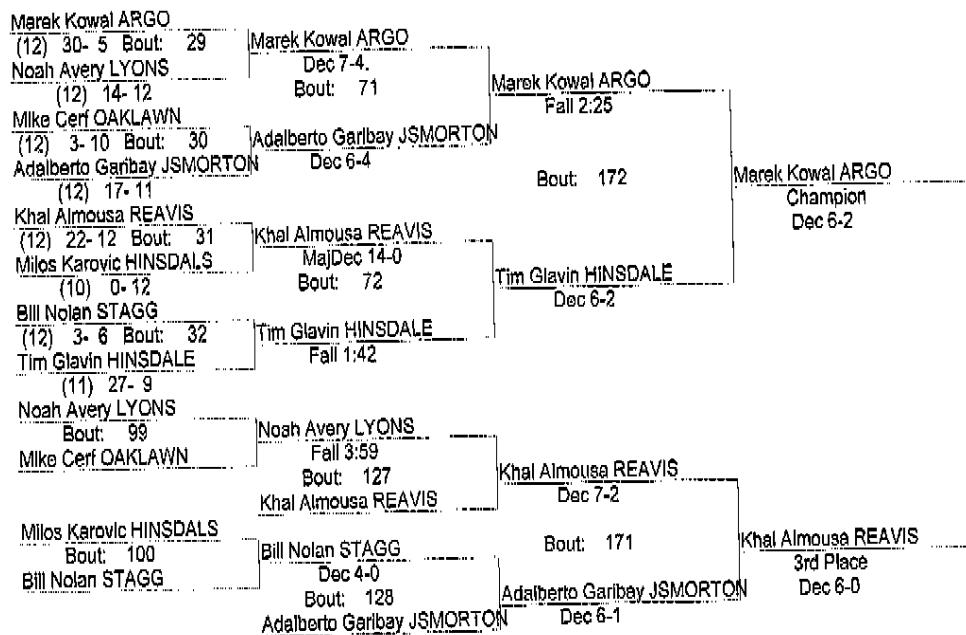 Marek Kowal ARGO
(12) 30- 5 Bout: 29
Noah Avery LYONS
(12) 14- 12
Mike Cerf OAKLAWN
(12) 3- 10 Bout: 30
Adalberto Garibay JSMORTON
(12) 17- 11
Khal Almousa REAVIS
(12) 22- 12 Bout: 31
Milos Karovic HINSDALS
(10) 0- 12
Bill Nolan STAGG
(12) 3- 6 Bout: 32
Tim Glavin HINSDALE
(11) 27- 9
Marek Kowal ARGO
Dec 7-4.
Bout: 71
Adalberto Garibay JSMORTON
Dec 6-4
Khal Almousa REAVIS
MajDec 14-0
Bout: 72
Tim Glavin HINSDALE
Fall 1:42
Marek Kowal ARGO
Fall 2:25
Bout: 172
Tim Glavin HINSDALE
Dec 6-2
Marek Kowal ARGO
Champion
Dec 6-2
Noah Avery LYONS
Bout: 99
Mike Cerf OAKLAWN
Milos Karovic HINSDALS
Bout: 100
Bill Nolan STAGG
Noah Avery LYONS
Fall 3:59
Bout: 127
Khal Almousa REAVIS
Bill Nolan STAGG
Dec 4-0
Bout: 128
Adalberto Garibay JSMORTON
Khal Almousa REAVIS
Dec 7-2
Bout: 171
Adalberto Garibay JSMORTON
Dec 6-1
Khal Almousa REAVIS
3rd Place
Dec 6-0